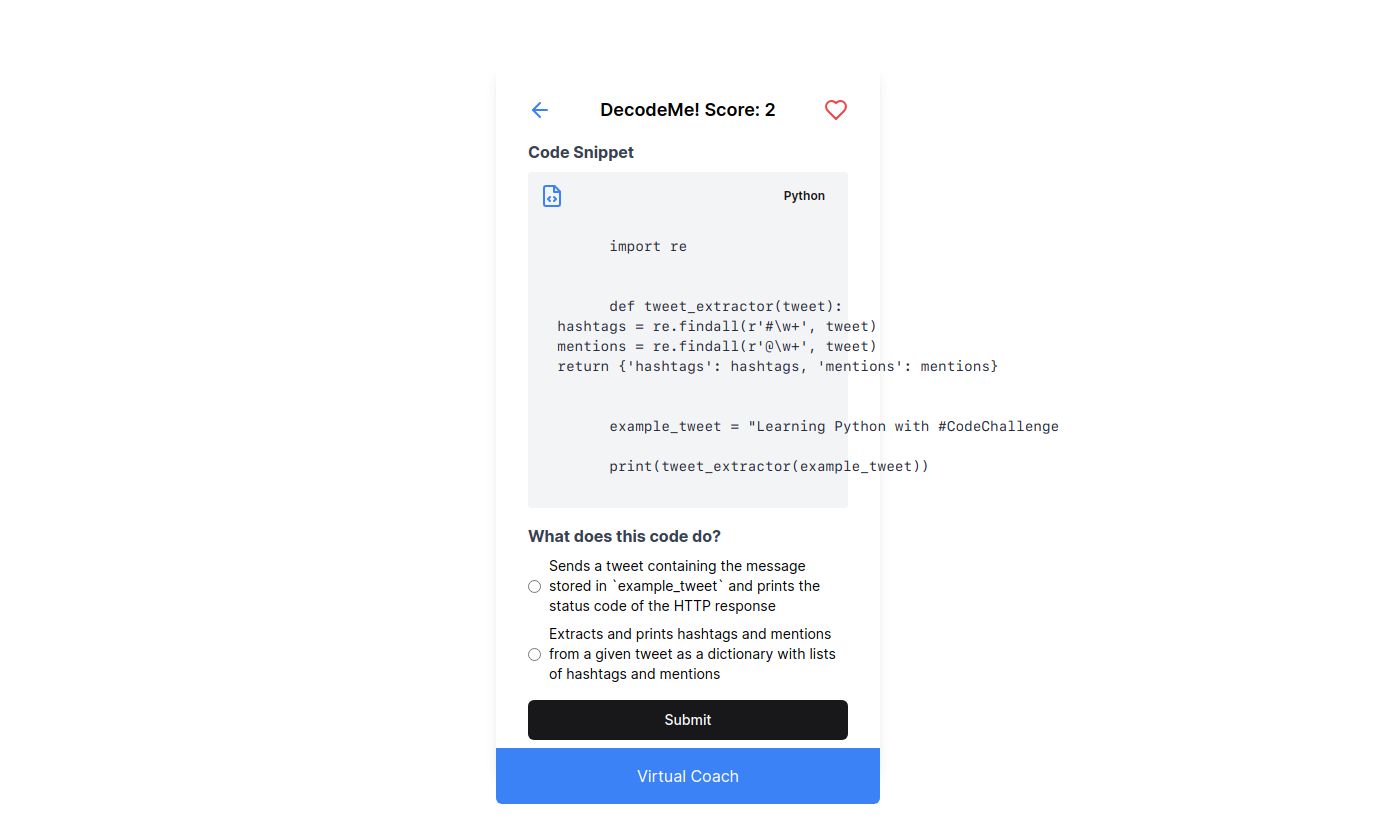 DecodeMe! Score: 2
Code Snippet
Python
import re
def tweet_extractor(tweet):
hashtags = re.findall(r'#\w+', tweet)
mentions = re.findall(r'@\w+', tweet)
return {'hashtags': hashtags, 'mentions': mentions}
example_tweet = "Learning Python with #CodeChallenge
print(tweet_extractor(example_tweet))
What does this code do?
Sends a tweet containing the message
stored in `example_tweet` and prints the
status code of the HTTP response
Extracts and prints hashtags and mentions
from a given tweet as a dictionary with lists
of hashtags and mentions
Submit
Virtual Coach